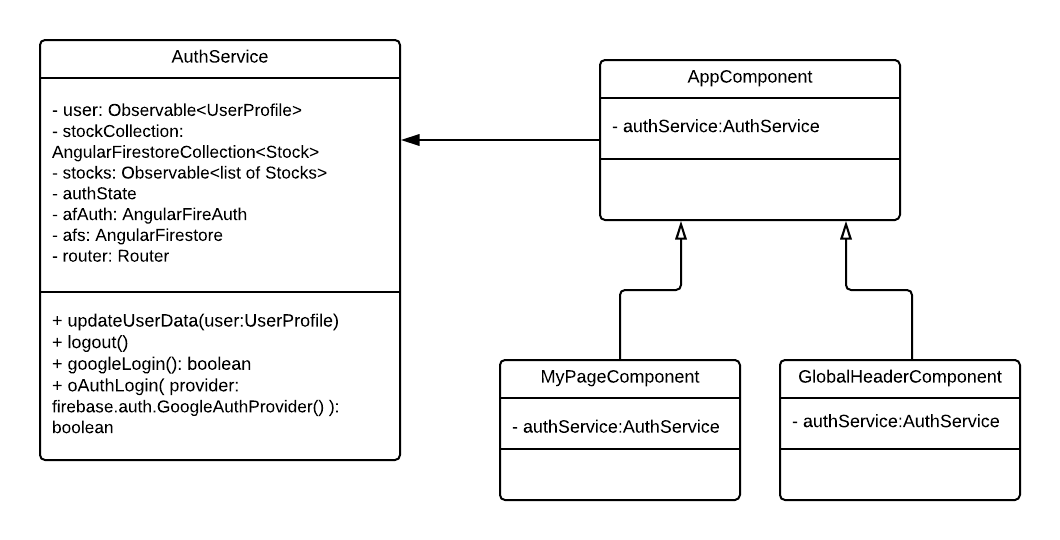 AuthService
- user: Observable<UserProfile>
- stockCollection:
AngularFirestoreCollection<Stock>
- stocks: Observable<list of Stocks>
- authState
- afAuth: AngularFireAuth
- afs: AngularFirestore
- router: Router
+ updateUserData(user:UserProfile)
+ logout()
+ googleLogin(): boolean
+ oAuthLogin( provider:
firebase.auth.GoogleAuthProvider() ):
boolean
AppComponent
- authService:AuthService
MyPageComponent
- authService:AuthService
GlobalHeaderComponent
- authService:AuthService